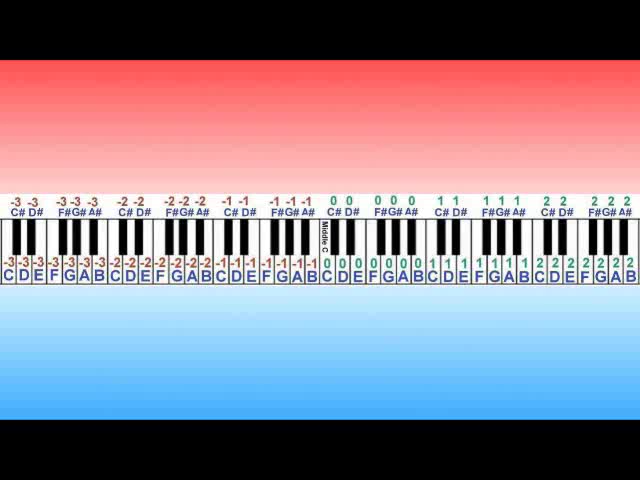 -3 -3 -3 -3 -3 -2 -2 -2 -2 -2 -1 -1 -1 -1 -1 0 0 0 0 0 1 1 1 1 1 2 2 2 2 2
C# D# F# G# A# C# D# F# G# A# C# D# F# G# A# C# D# F# G# A# C# D# F# G# A# C# D# F# G# A#
Middle C
-3 -3 -3 -3 -3 -3 -3 -2 -2 -2 -2 -2 -2 -2 -1 -1 -1 -1 -1 -1 -1 0 0 0 0 0 0 0 1 1 1 1 1 1 1 2 2 2 2 2 2 2
C D E F G A B C D E F G A B C D E F G A B C D E F G A B C D E F G A B C D E F G A B